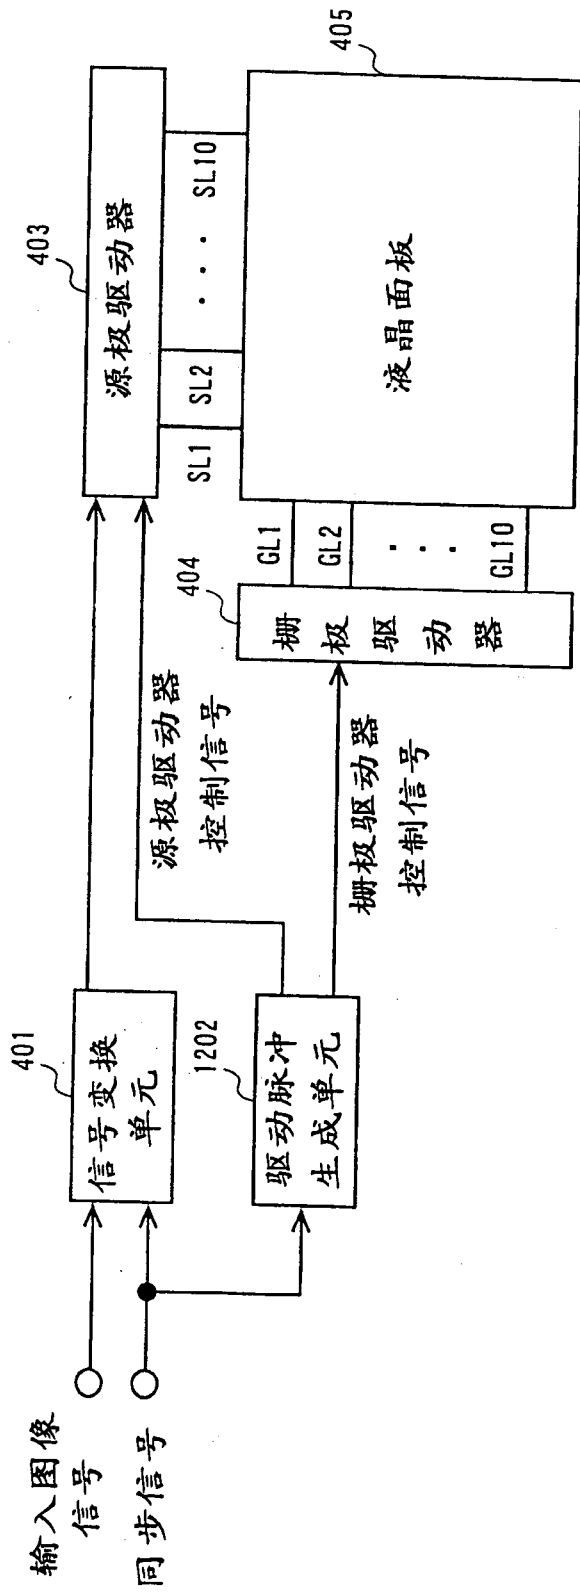 输入图像
信号
同步信号
401
信号变换
单元
1202
驱动脉冲
生成单元
源极驱动器
控制信号
栅极驱动器
控制信号
403
源极驱动器
404
栅极驱动器
SL1
SL2
· · ·
SL10
GL1
GL2
· · ·
GL10
405
液晶面板